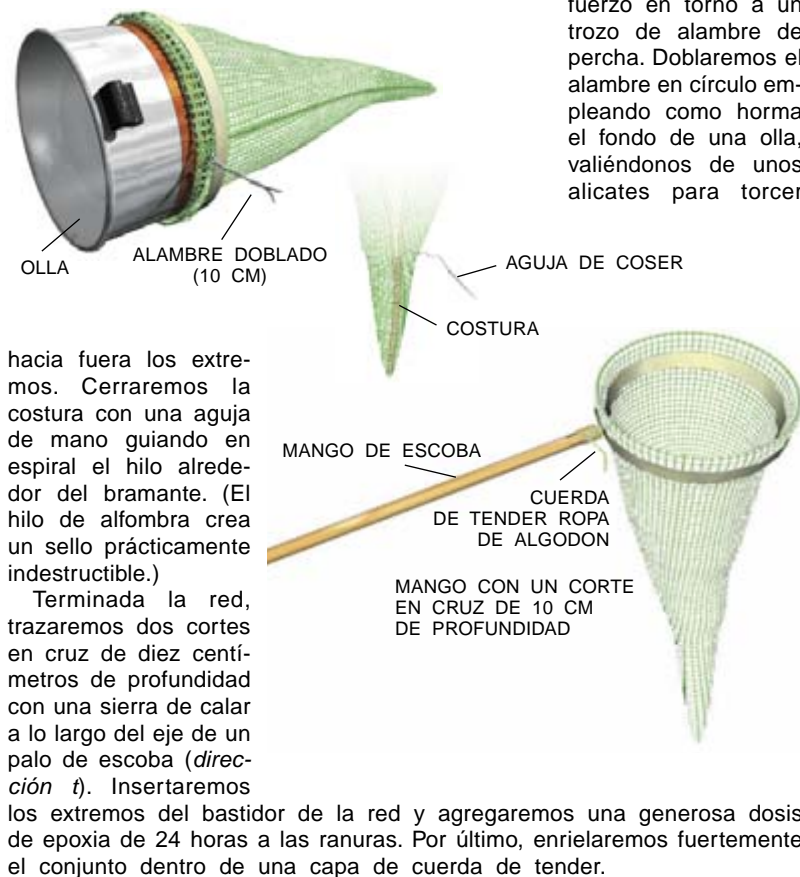 fuerzo en torno a un
trozo de alambre de
percha. Doblaremos el
alambre en círculo em-
pleando como horma
el fondo de una olla,
valiéndonos de unos
alicates para torcer
OLLA
ALAMBRE DOBLADO
(10 CM)
AGUJA DE COSER
COSTURA
hacia fuera los extre-
mos. Cerraremos la
costura con una aguja
de mano guiando en
espiral el hilo alrede-
dor del bramante. (El
hilo de alfombra crea
un sello prácticamente
indestructible.)
Terminada la red,
trazaremos dos cortes
en cruz de diez centí-
metros de profundidad
con una sierra de calar
a lo largo del eje de un
palo de escoba (direc-
ción t). Insertaremos
MANGO DE ESCOBA
CUERDA
DE TENDER ROPA
DE ALGODON
MANGO CON UN CORTE
EN CRUZ DE 10 CM
DE PROFUNDIDAD
los extremos del bastidor de la red y agregaremos una generosa dosis
de epoxia de 24 horas a las ranuras. Por último, enrielaremos fuertemente
el conjunto dentro de una capa de cuerda de tender.